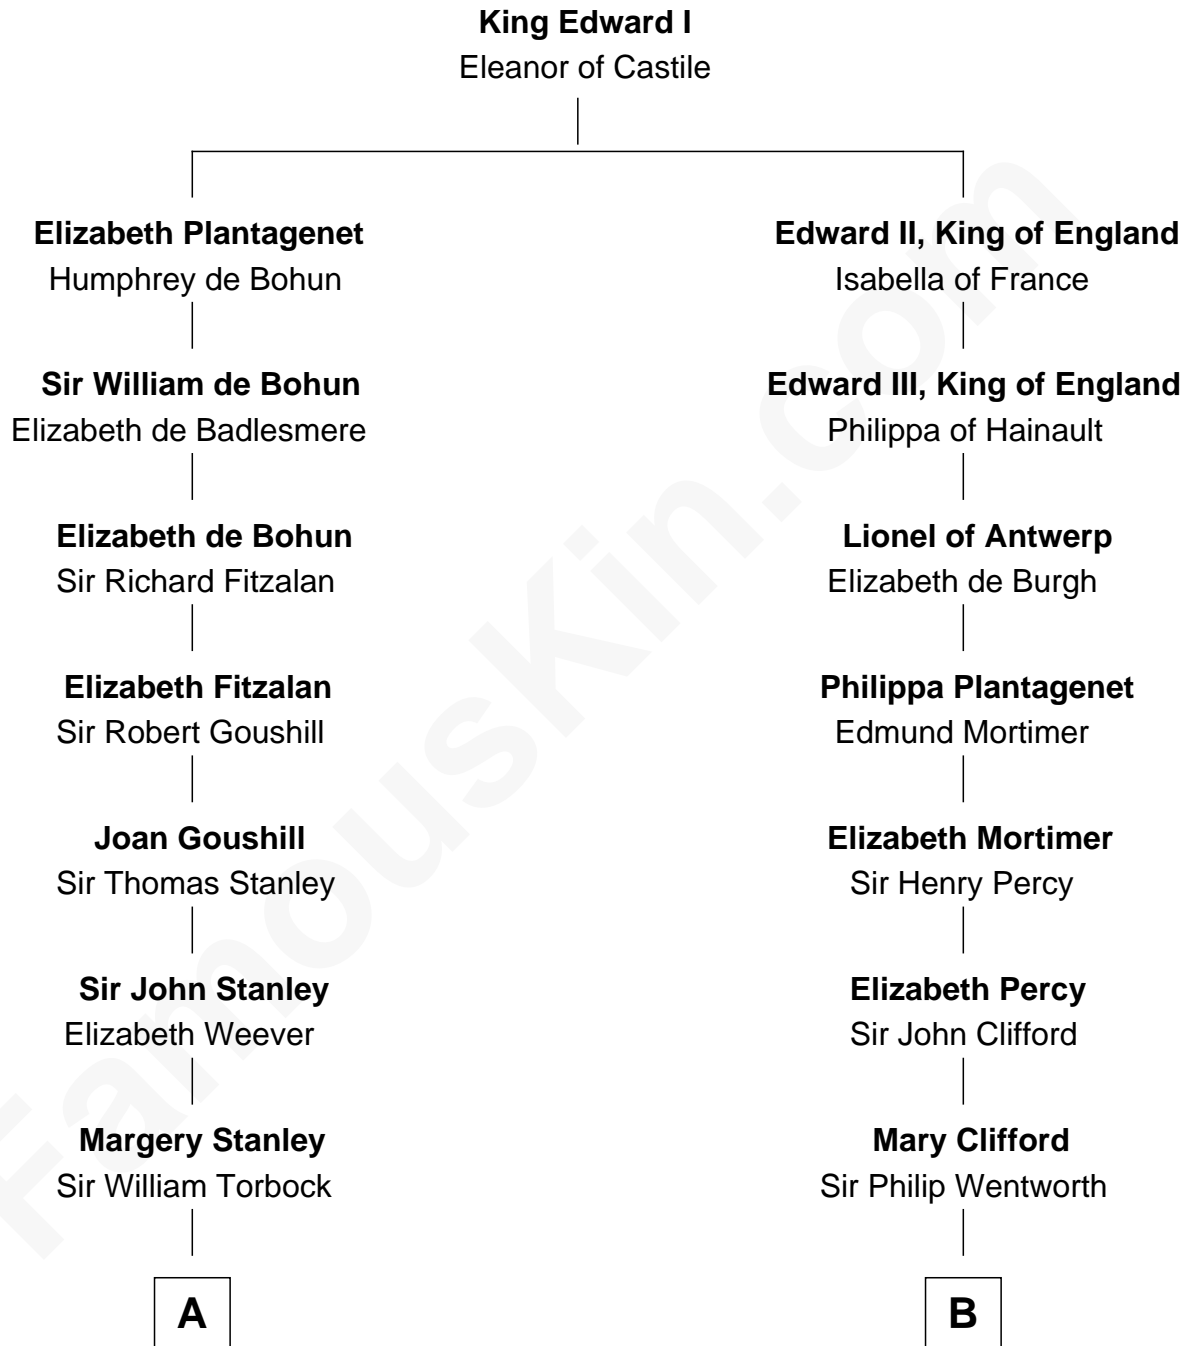 King Edward I
Eleanor of Castile
Elizabeth Plantagenet
Humphrey de Bohun
Edward II, King of England
Isabella of France
Sir William de Bohun
Elizabeth de Badlesmere
Edward III, King of England
Philippa of Hainault
Elizabeth de Bohun
Sir Richard Fitzalan
Lionel of Antwerp
Elizabeth de Burgh
Elizabeth Fitzalan
Sir Robert Goushill
Philippa Plantagenet
Edmund Mortimer
Joan Goushill
Sir Thomas Stanley
Elizabeth Mortimer
Sir Henry Percy
Sir John Stanley
Elizabeth Weever
Elizabeth Percy
Sir John Clifford
Margery Stanley
Sir William Torbock
Mary Clifford
Sir Philip Wentworth
A
B
FamousKin.com